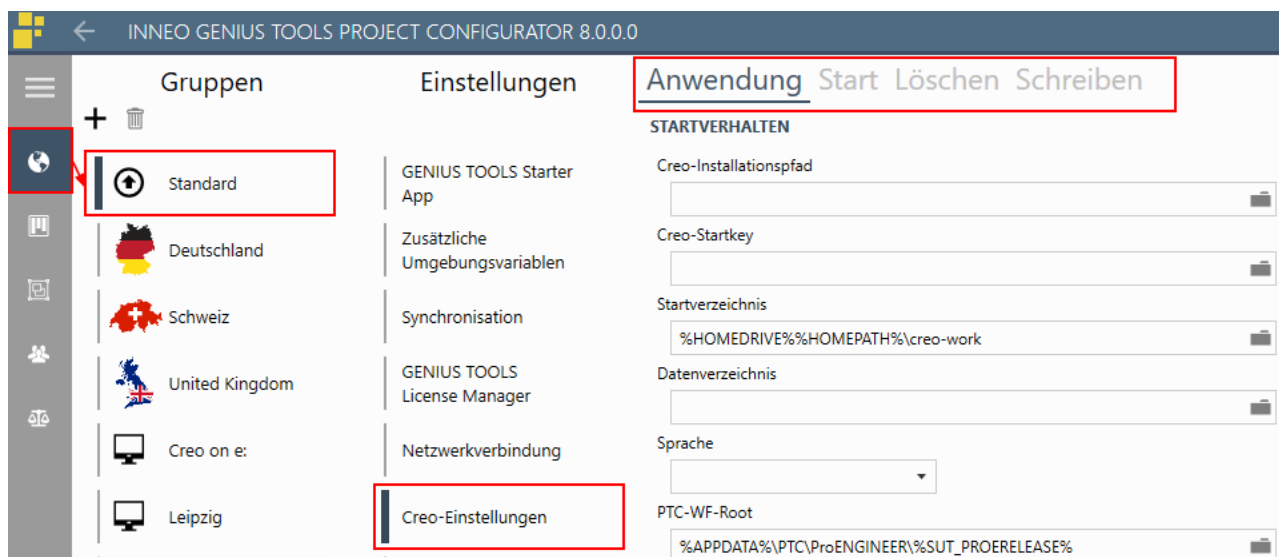 INNEO GENIUS TOOLS PROJECT CONFIGURATOR 8.0.0.0
Gruppen
Standard
Deutschland
Schweiz
United Kingdom
Creo on e:
Leipzig
Einstellungen
GENIUS TOOLS Starter
App
Zusätzliche
Umgebungsvariablen
Synchronisation
GENIUS TOOLS
License Manager
Netzwerkverbindung
Creo-Einstellungen
Anwendung Start Löschen Schreiben
STARTVERHALTEN
Creo-Installationspfad
Creo-Startkey
Startverzeichnis
%HOMEDRIVE%%HOMEPATH%\creo-work
Datenverzeichnis
Sprache
PTC-WF-Root
%APPDATA%\PTC\ProENGINEER\%SUT_PROERELEASE%